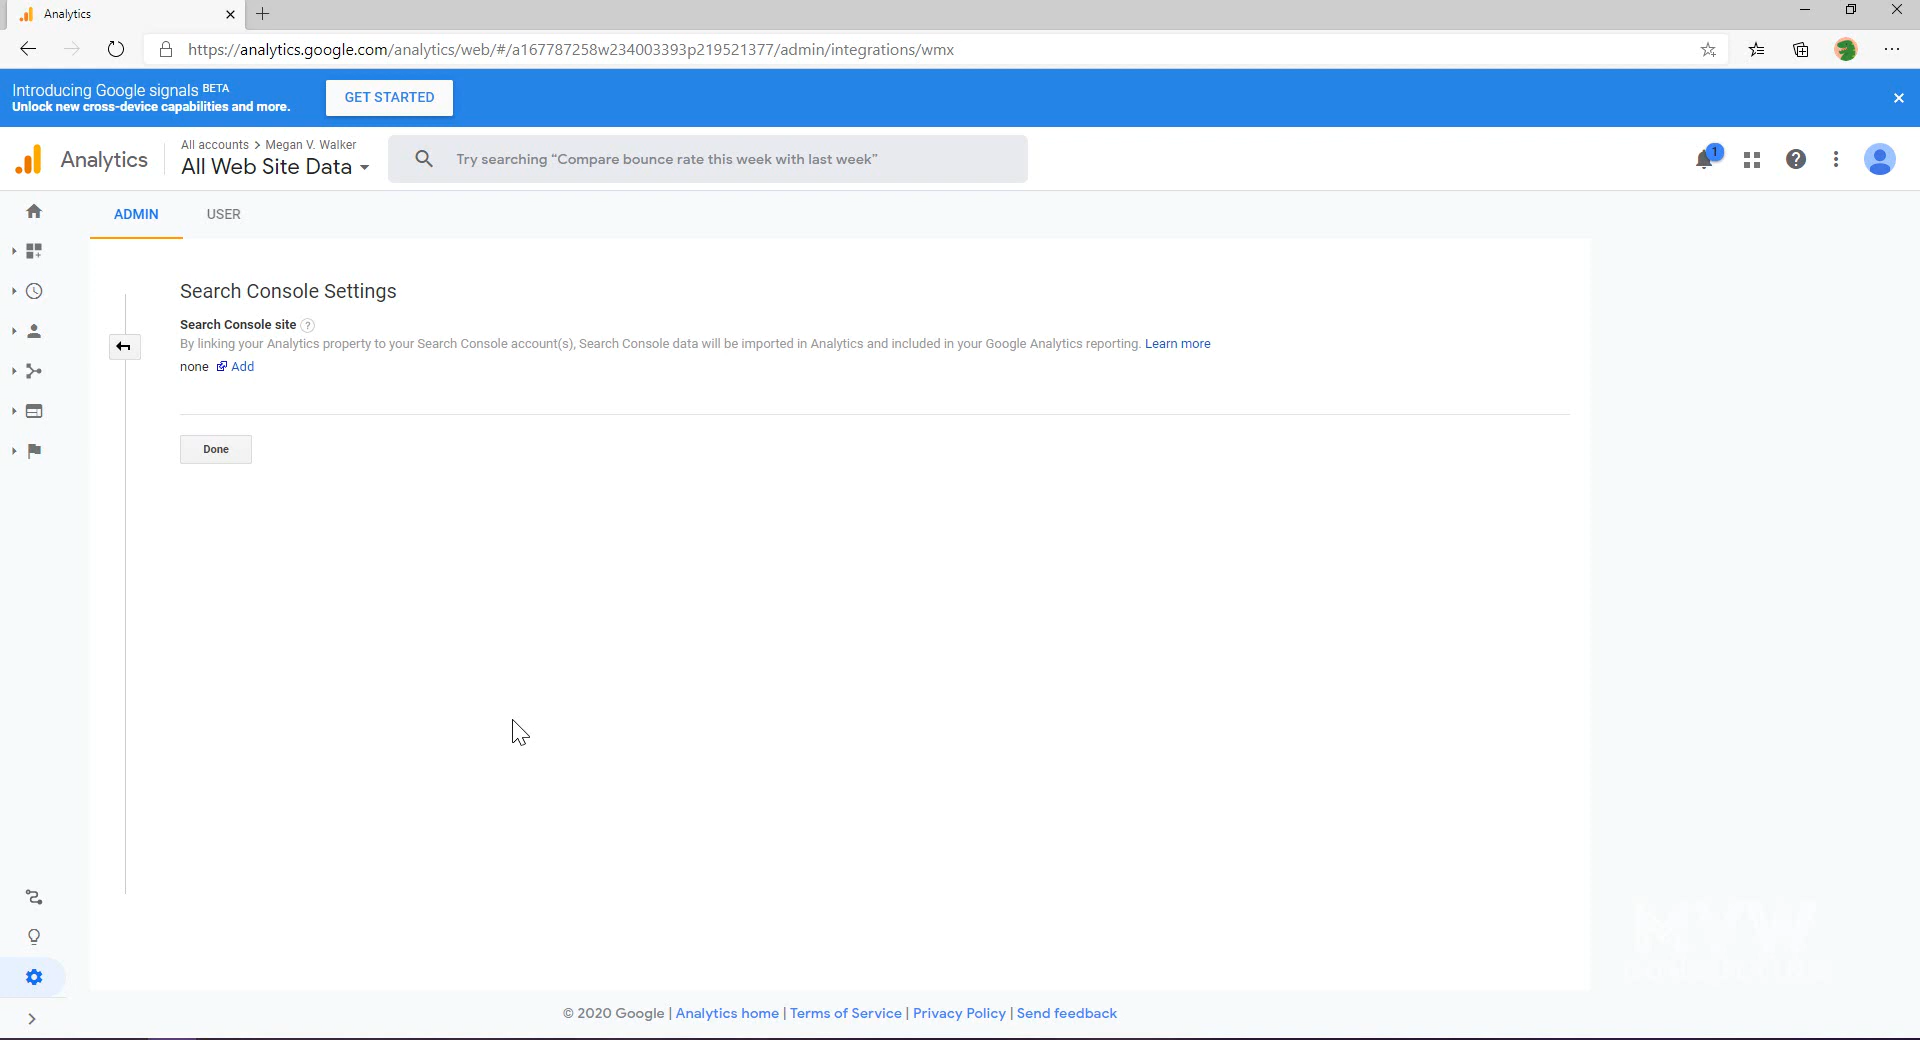 Analytics
https://analytics.google.com/analytics/web/#/a167787258w234003393p219521377/admin/integrations/wmx
Introducing Google signals BETA
Unlock new cross-device capabilities and more.
GET STARTED
Analytics
All accounts > Megan V. Walker
All Web Site Data
Try searching “Compare bounce rate this week with last week”
1
ADMIN
USER
Search Console Settings
Search Console site ?
By linking your Analytics property to your Search Console account(s), Search Console data will be imported in Analytics and included in your Google Analytics reporting. Learn more
none Add
Done
MVW
© 2020 Google | Analytics home | Terms of Service | Privacy Policy | Send feedback